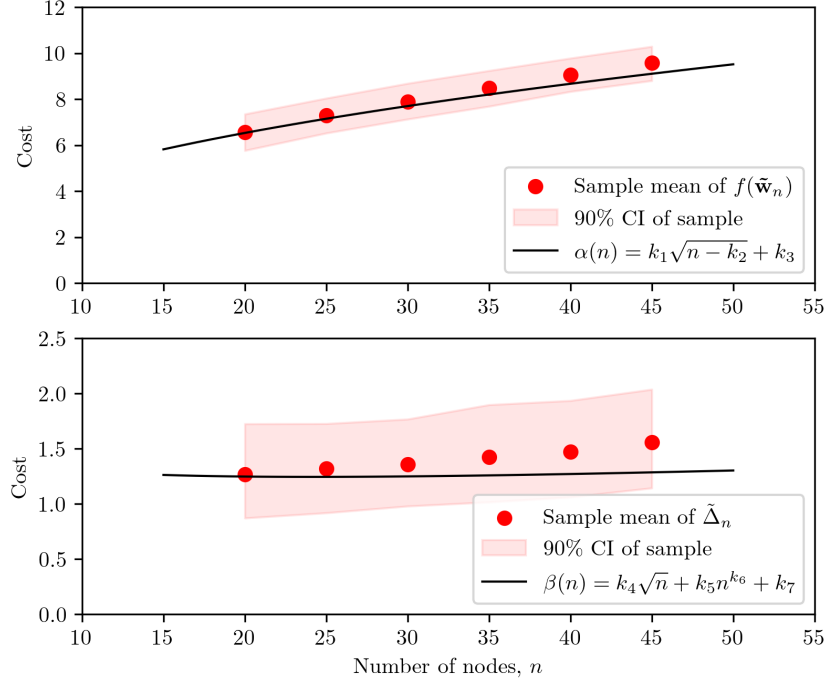 12
10
8
6
4
2
0
Cost
Sample mean of f(w̃ₙ)
90% CI of sample
α(n) = k₁√(n − k₂) + k₃
10 15 20 25 30 35 40 45 50 55
2.5
2.0
1.5
1.0
0.5
0.0
Cost
Sample mean of Δ̃ₙ
90% CI of sample
β(n) = k₄√n + k₅n^{k₆} + k₇
10 15 20 25 30 35 40 45 50 55
Number of nodes, n